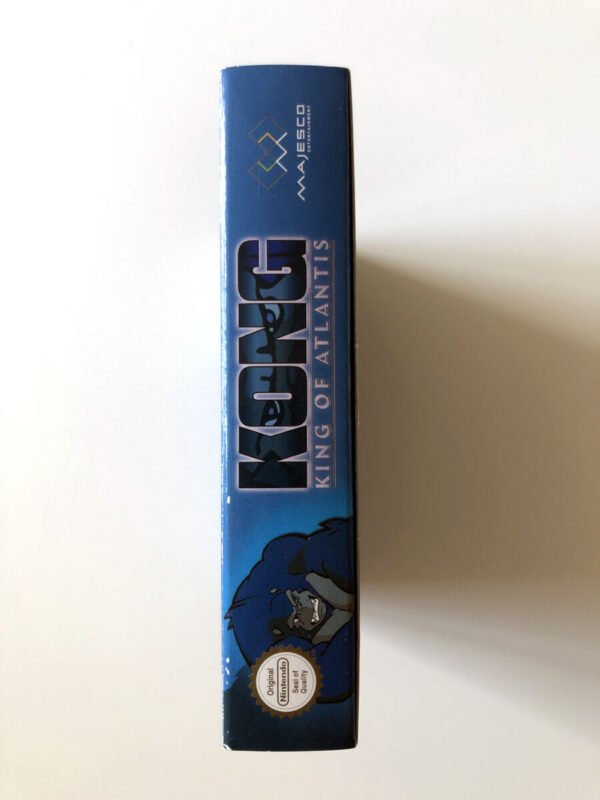 MAJESCO
ENTERTAINMENT
KONG
KING OF ATLANTIS
Original
Nintendo
Seal of
Quality